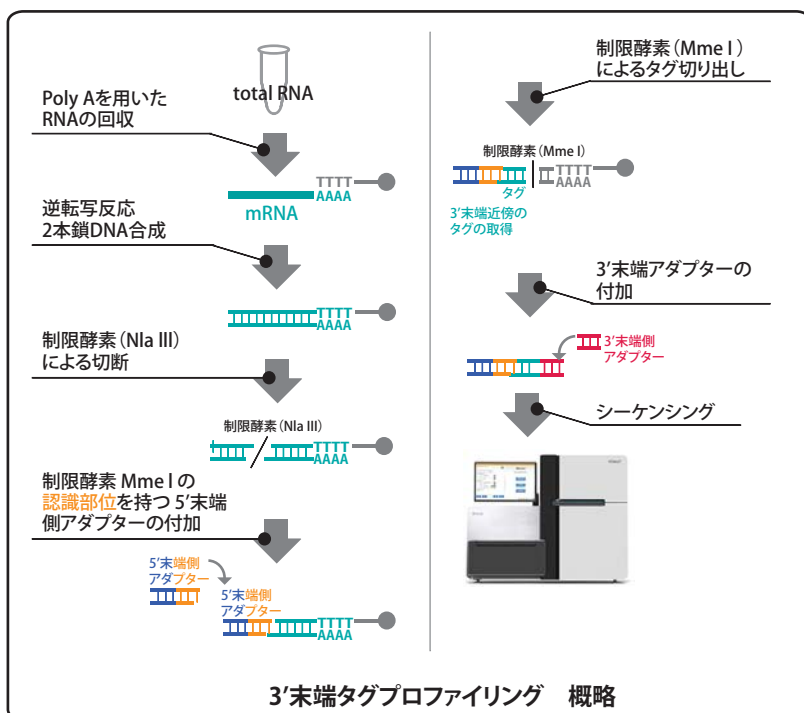 total RNA
Poly Aを用いた
RNAの回収
TTTT
AAAA
mRNA
逆転写反応
2本鎖DNA合成
TTTT
AAAA
制限酵素（Nla III）
による切断
制限酵素（Nla III）
TTTT
AAAA
制限酵素 Mme I の
認識部位を持つ 5′末端
側アダプターの付加
5′末端側
アダプター
5′末端側
アダプター
TTTT
AAAA
制限酵素（Mme I ）
によるタグ切り出し
制限酵素（Mme I ）
TTTT
AAAA
タグ
3′末端近傍の
タグの取得
3′末端アダプターの
付加
3′末端側
アダプター
シーケンシング
3′末端タグプロファイリング　概略